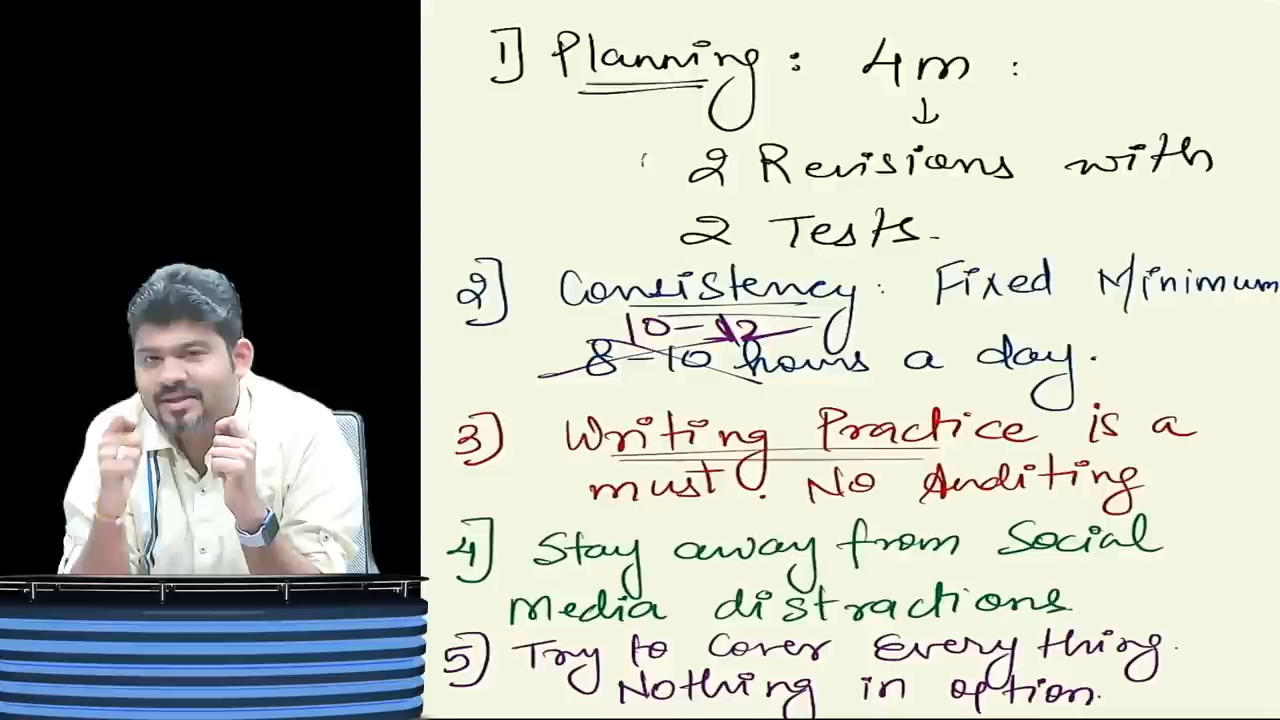 1] Planning : 4m :
↓
2 Revisions with
2 Tests.
2] Consistency : Fixed Minimum
10-12
8-10 hours a day.
3) Writing Practice is a
must. No Auditing
4] Stay away from Social
media distractions.
5) Try to Cover Everything.
Nothing in option.